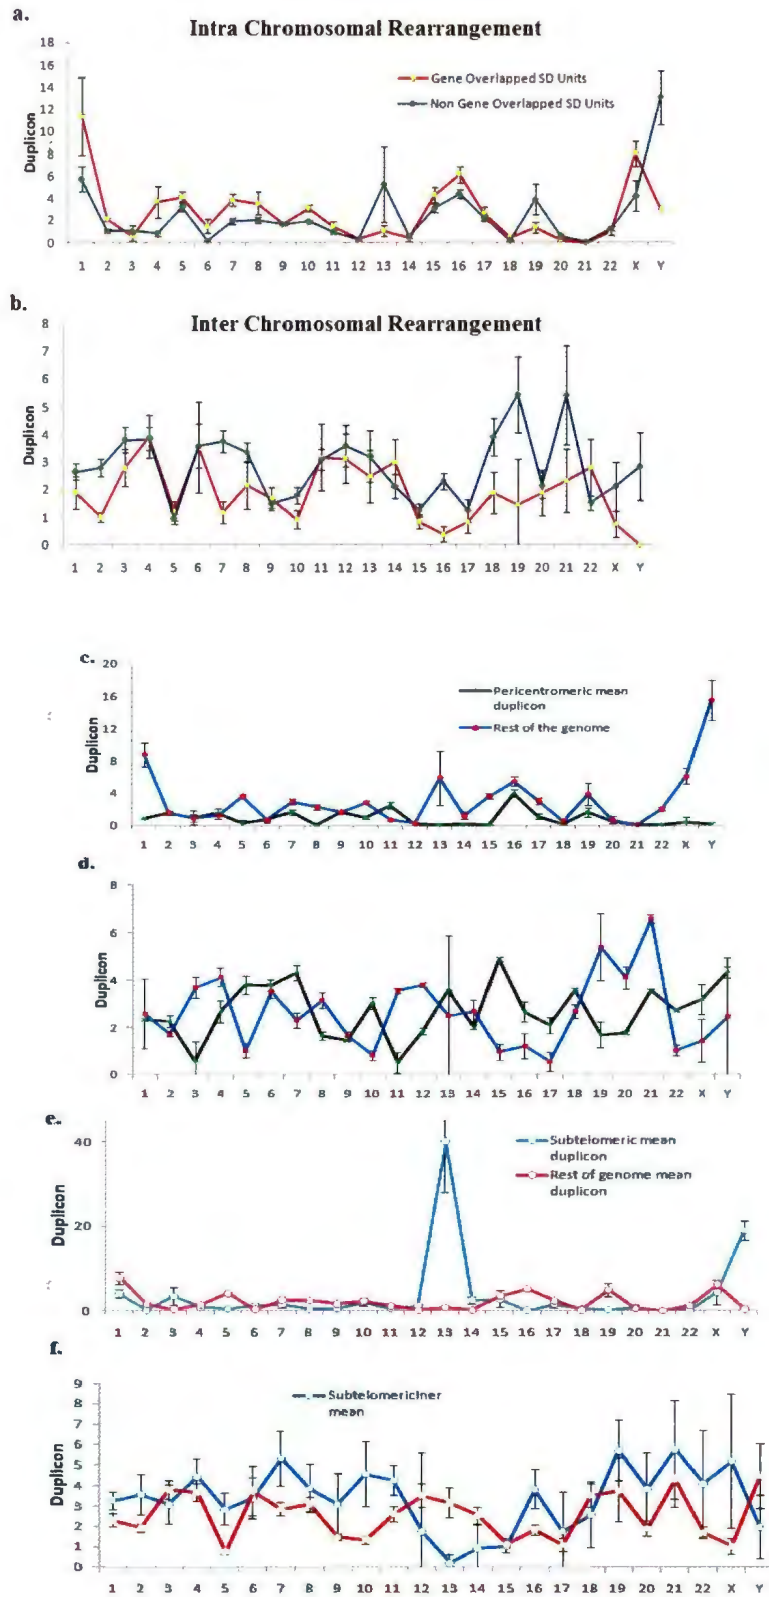 a.
Intra Chromosomal Rearrangement
18
16
14
12
10
8
6
4
2
0
Duplicon
Gene Overlapped SD Units
Non Gene Overlapped SD Units
1 2 3 4 5 6 7 8 9 10 11 12 13 14 15 16 17 18 19 20 21 22 X Y
b.
Inter Chromosomal Rearrangement
8
7
6
5
4
3
2
1
0
Duplicon
1 2 3 4 5 6 7 8 9 10 11 12 13 14 15 16 17 18 19 20 21 22 X Y
c.
20
16
12
8
4
0
Duplicon
Pericentromeric mean
duplicon
Rest of the genome
1 2 3 4 5 6 7 8 9 10 11 12 13 14 15 16 17 18 19 20 21 22 X Y
d.
8
6
4
2
0
Duplicon
1 2 3 4 5 6 7 8 9 10 11 12 13 14 15 16 17 18 19 20 21 22 X Y
e.
40
20
0
Duplicon
Subtelomeric mean
duplicon
Rest of genome mean
duplicon
1 2 3 4 5 6 7 8 9 10 11 12 13 14 15 16 17 18 19 20 21 22 X Y
f.
9
8
7
6
5
4
3
2
1
0
Duplicon
Subtelomericiner
mean
1 2 3 4 5 6 7 8 9 10 11 12 13 14 15 16 17 18 19 20 21 22 X Y